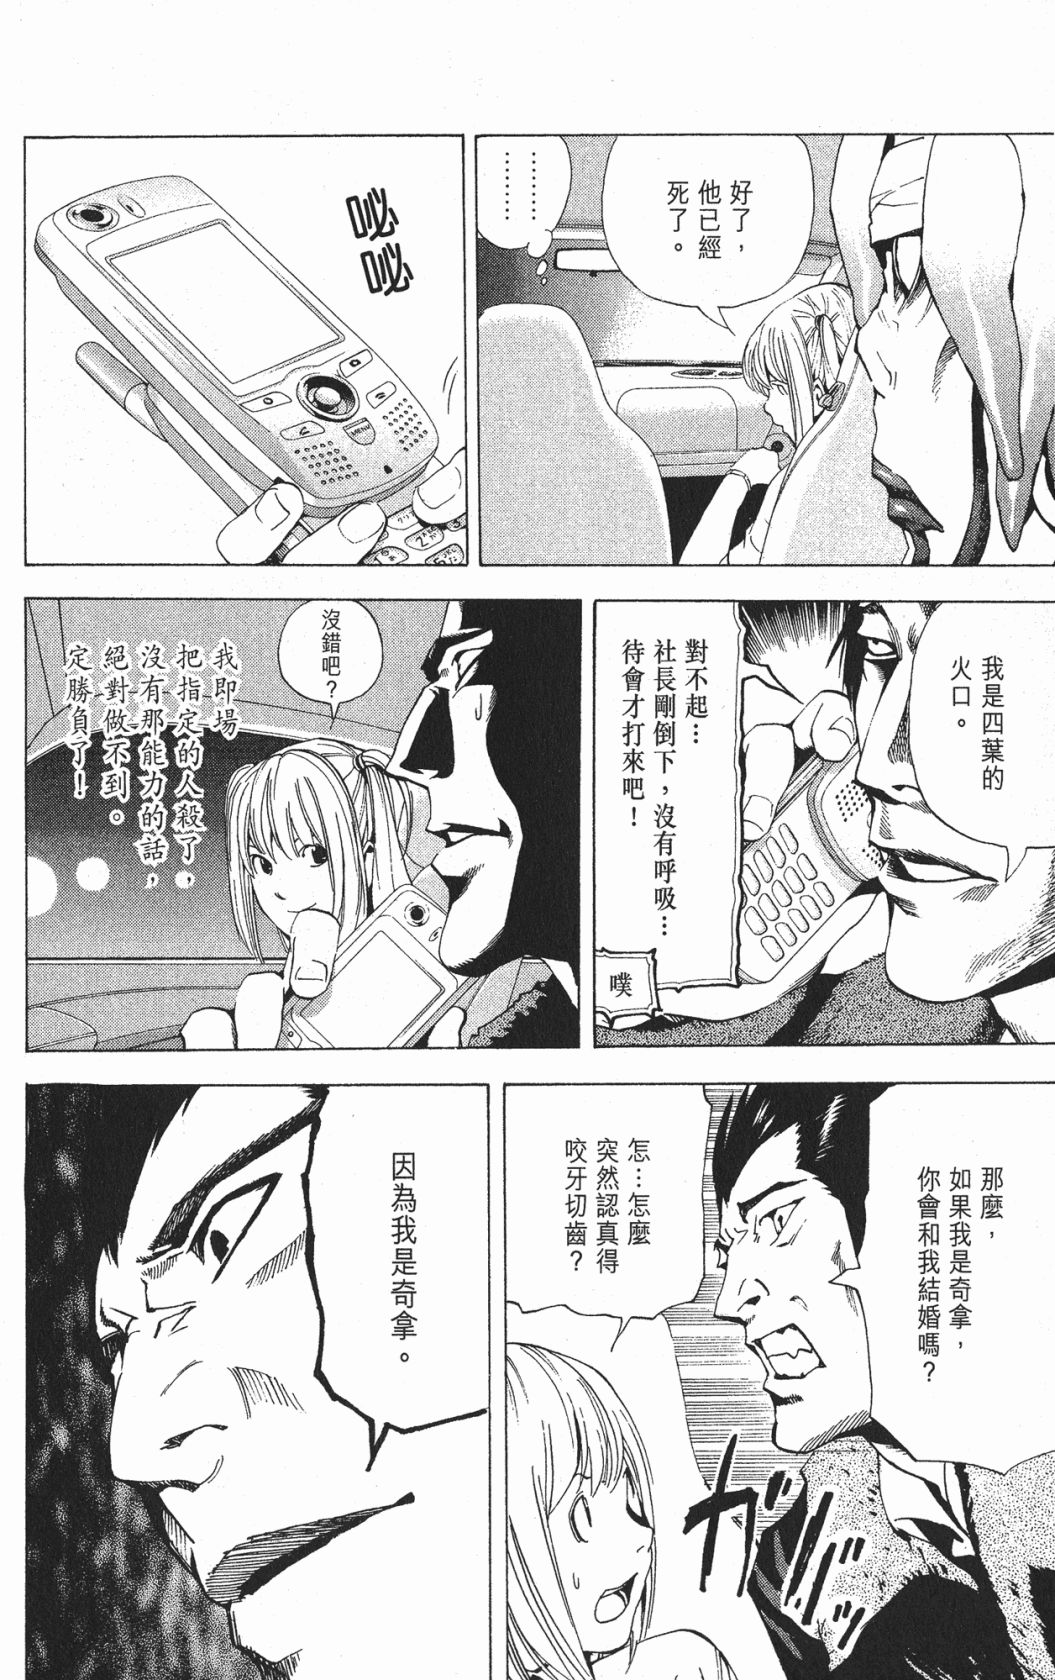 好了，
他已經
死了。
………
………
咇
咇
MENU
我是四葉的
火口。
對不起…
社長剛倒下，沒有呼吸…
待會才打來吧！
噗
沒錯吧？
我即場
把指定的人殺了，
沒有那能力的話，
絕對做不到。
定勝負了！
那麼，
如果我是奇拿，
你會和我結婚嗎？
怎…怎麼
突然認真得
咬牙切齒？
ガ
因為我是奇拿。